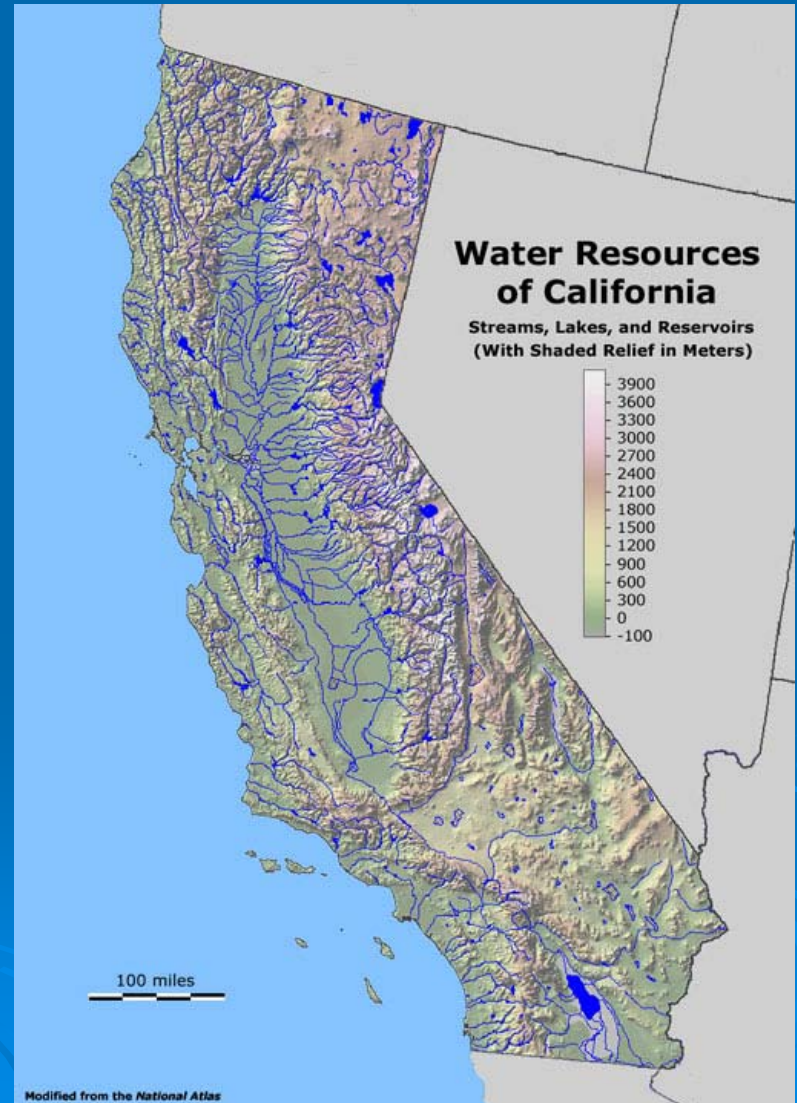 Water Resources
of California
Streams, Lakes, and Reservoirs
(With Shaded Relief in Meters)
3900
3600
3300
3000
2700
2400
2100
1800
1500
1200
900
600
300
0
-100
100 miles
Modified from the National Atlas